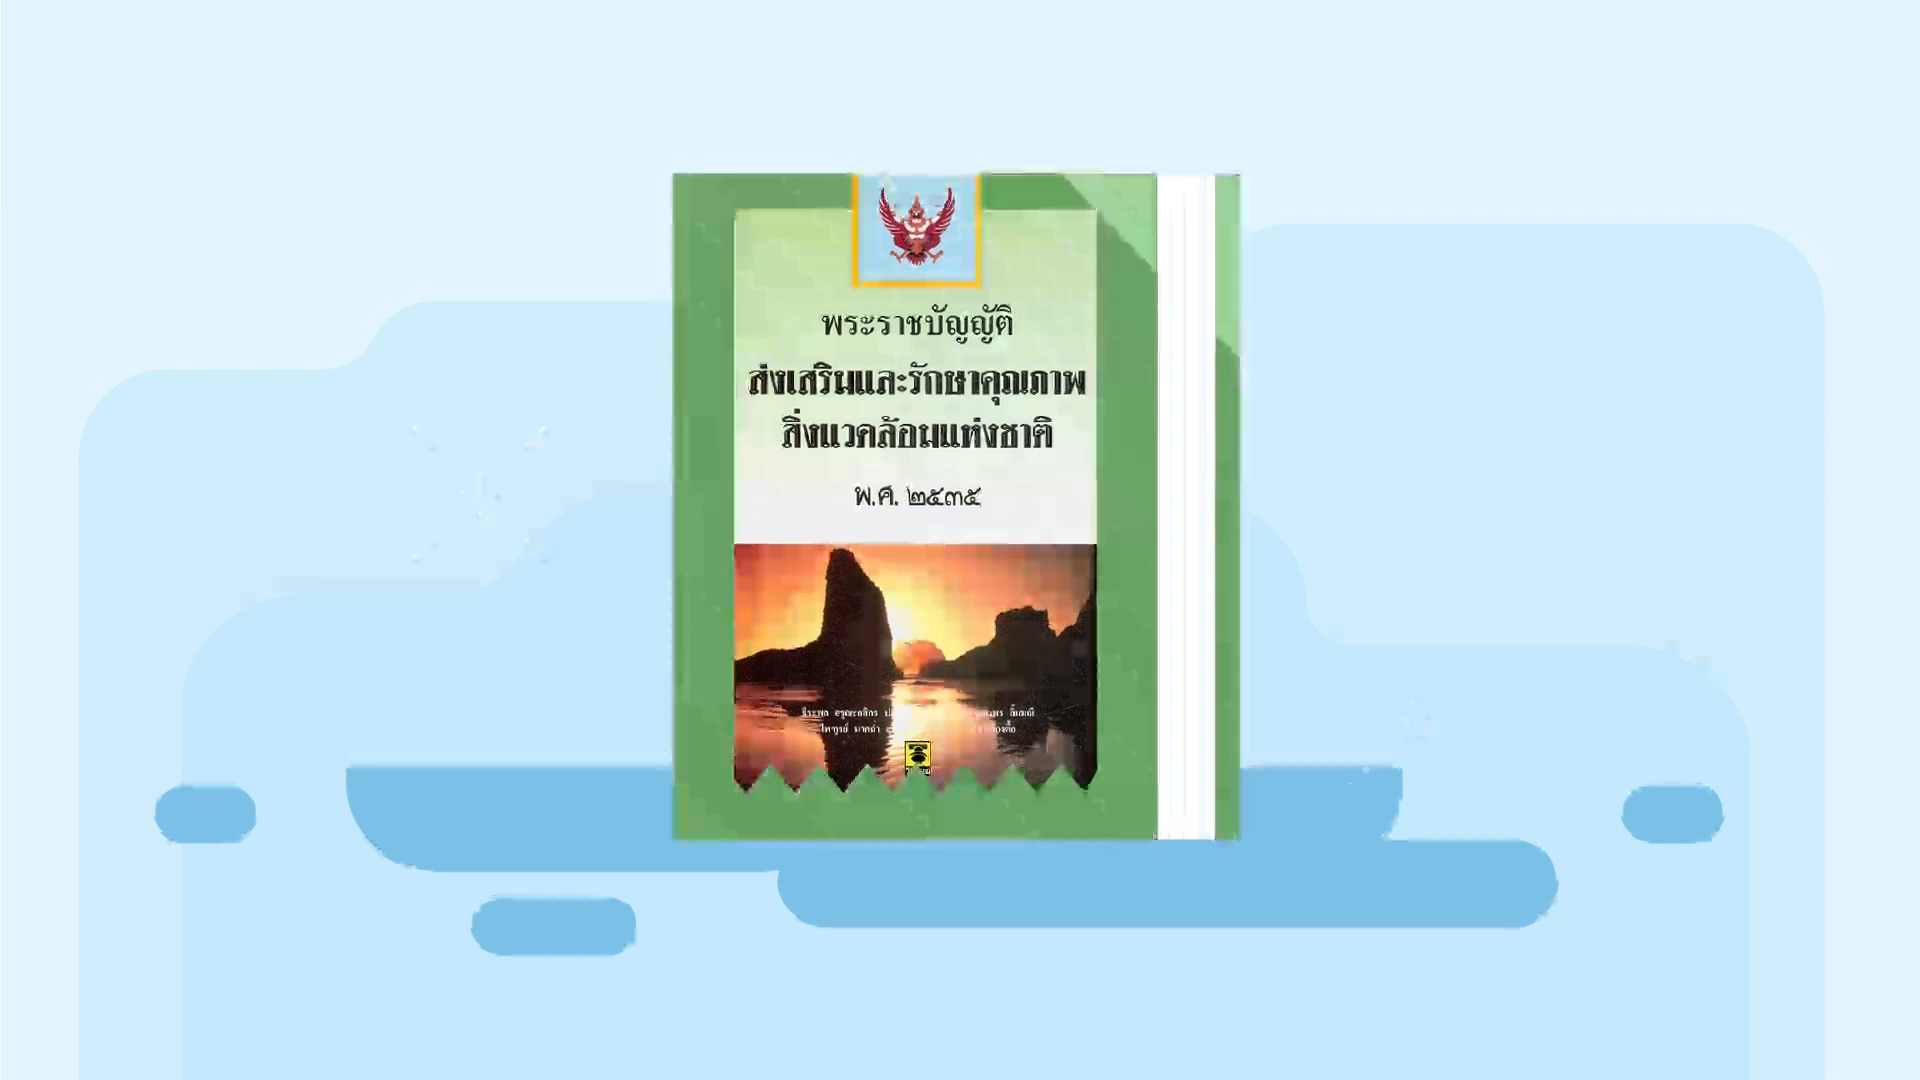 พระราชบัญญัติ
ส่งเสริมและรักษาคุณภาพ
สิ่งแวดล้อมแห่งชาติ
พ.ศ. ๒๕๓๕